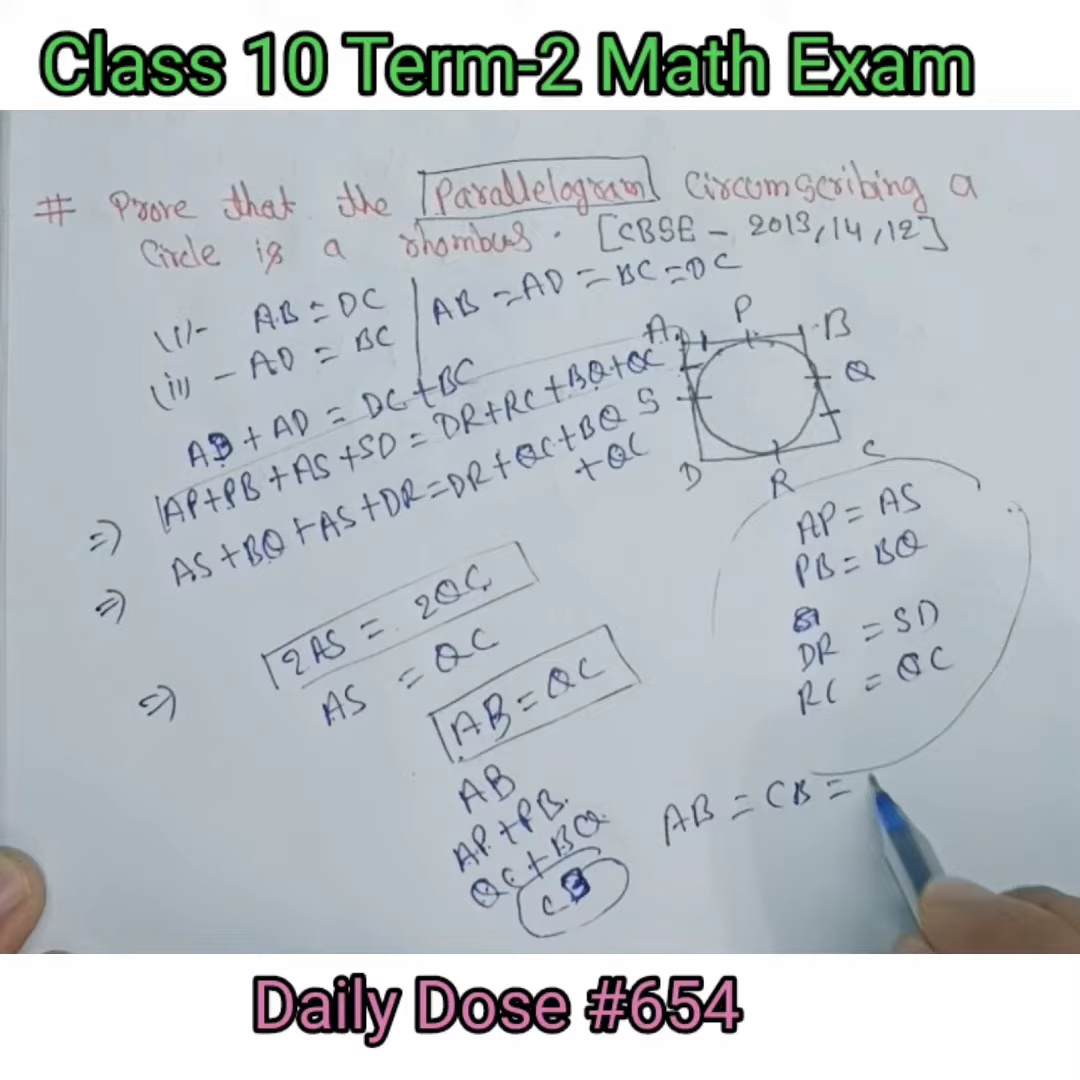 Class 10 Term-2 Math Exam
# Prove that the Parallelogram Circumscribing a
Circle is a rhombus. [CBSE - 2013,14,12]
(i)- AB = DC
(ii) - AD = BC
AB = AD = BC = DC
AB + AD = DC + BC
=) AP+PB + AS + SD = DR+RC + BQ + QC
=) AS + BQ + AS + DR = DR + QC + BQ
+ QC
2AS = 2QC
=) AS = QC
AB = QC
AB
AP + PB.
QC + BQ
CB
A P B
S Q
D R C
AP = AS
PB = BQ
DR = SD
RC = QC
AB = CB =
Daily Dose #654